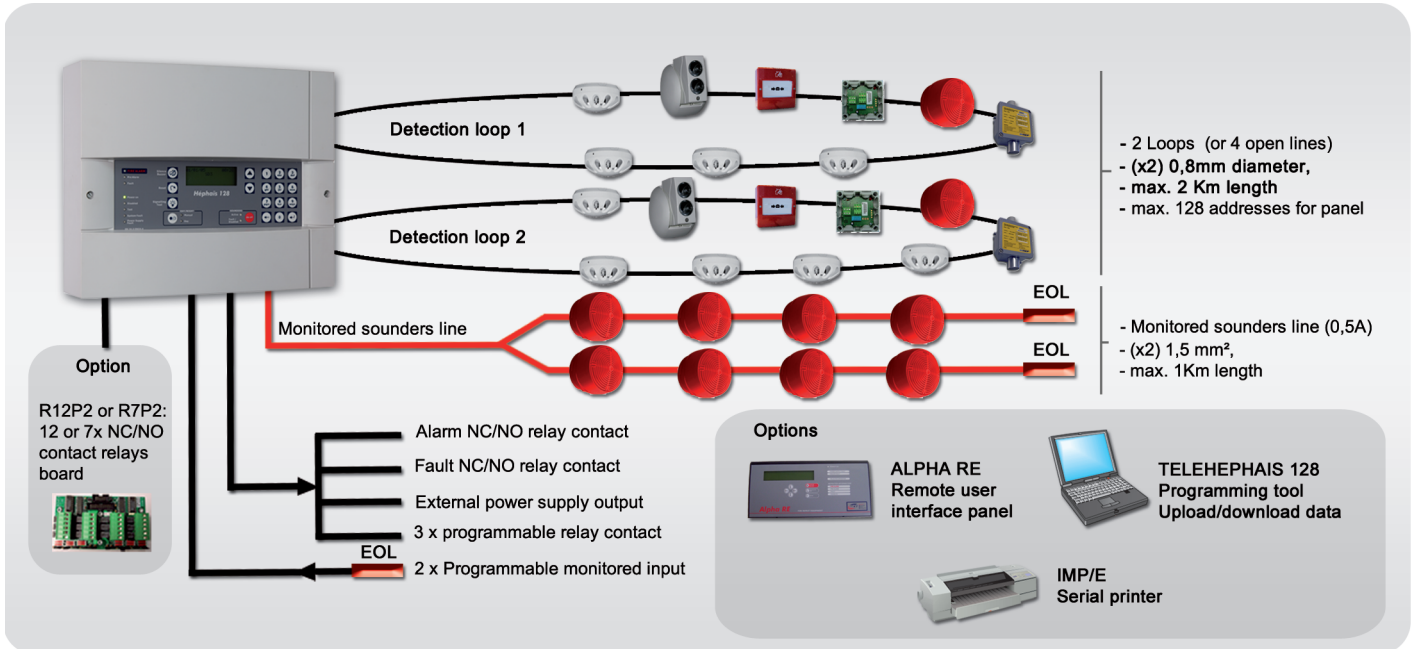 Héphaïs 128
Detection loop 1
Detection loop 2
- 2 Loops (or 4 open lines)
- (x2) 0,8mm diameter,
- max. 2 Km length
- max. 128 addresses for panel
Monitored sounders line
EOL
EOL
- Monitored sounders line (0,5A)
- (x2) 1,5 mm²,
- max. 1Km length
Option
R12P2 or R7P2:
12 or 7x NC/NO
contact relays
board
Alarm NC/NO relay contact
Fault NC/NO relay contact
External power supply output
3 x programmable relay contact
EOL
2 x Programmable monitored input
Options
Alpha RE
ALPHA RE
Remote user
interface panel
TELEHEPHAIS 128
Programming tool
Upload/download data
IMP/E
Serial printer